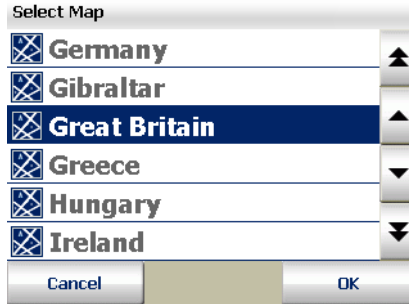 Select Map
Germany
Gibraltar
Great Britain
Greece
Hungary
Ireland
Cancel OK